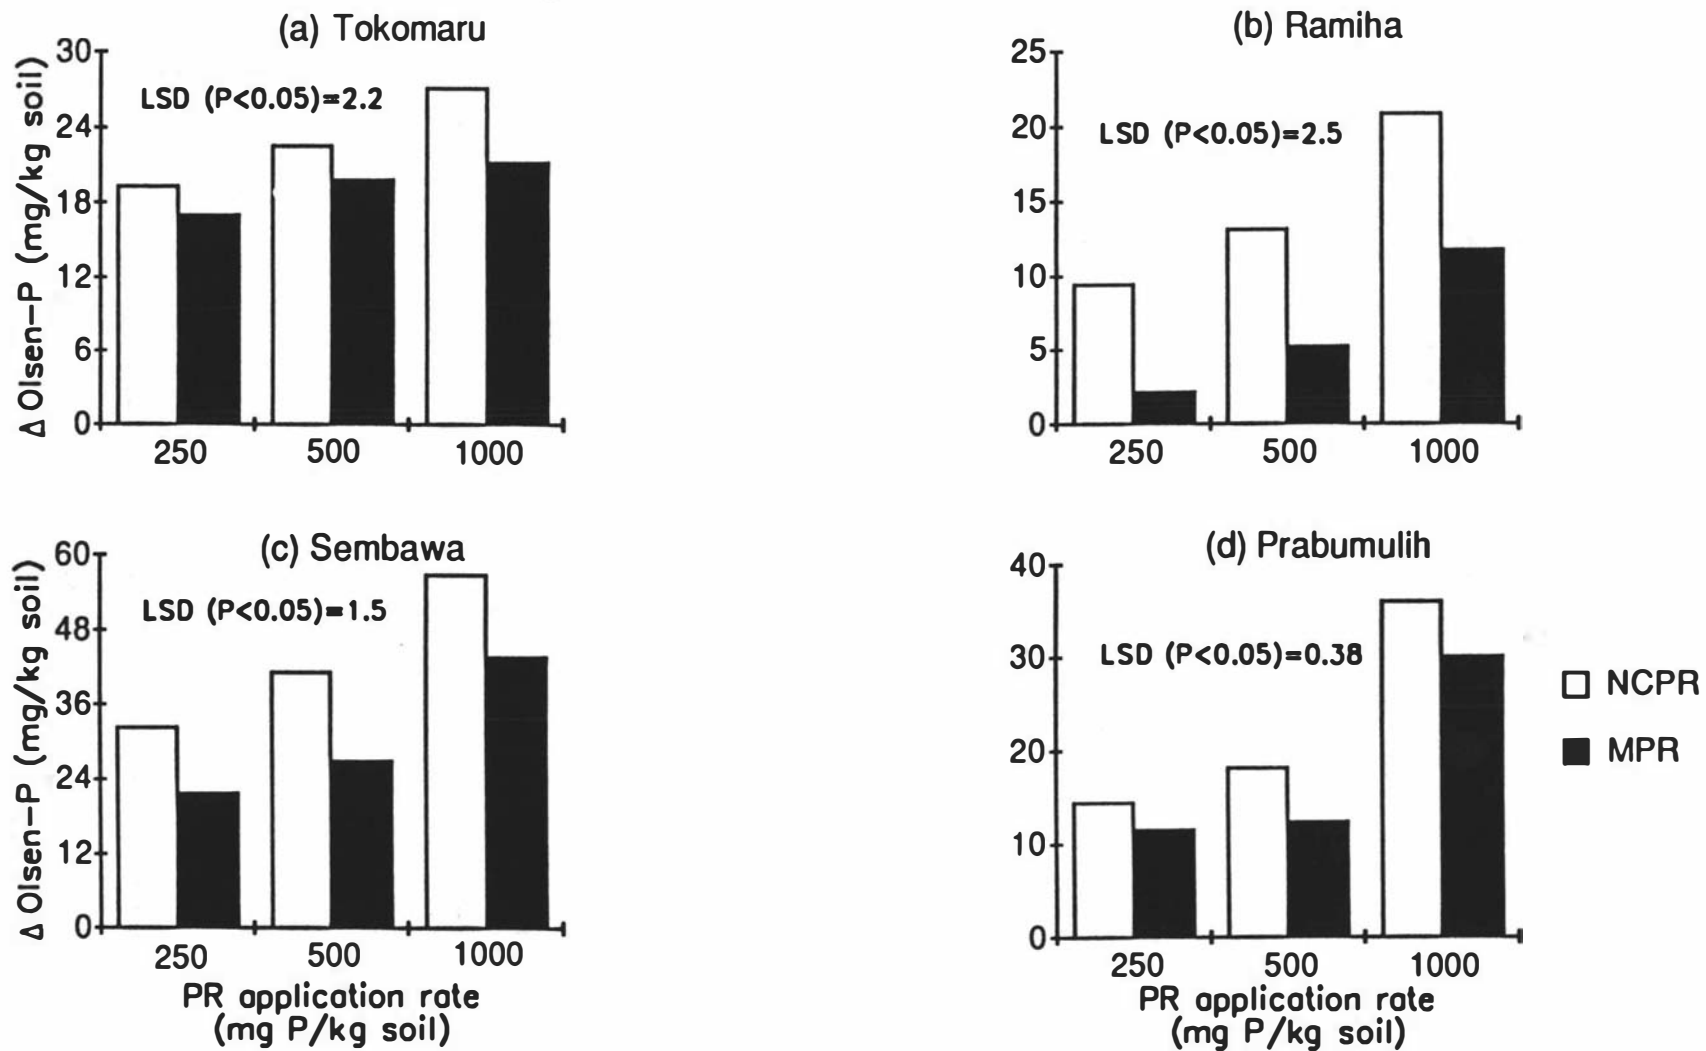 (a) Tokomaru
Δ Olsen-P (mg/kg soil)
30
24
18
12
6
0
LSD (P<0.05)=2.2
250 500 1000
(b) Ramiha
25
20
15
10
5
0
LSD (P<0.05)=2.5
250 500 1000
(c) Sembawa
Δ Olsen-P (mg/kg soil)
60
48
36
24
12
0
LSD (P<0.05)=1.5
250 500 1000
PR application rate
(mg P/kg soil)
(d) Prabumulih
40
30
20
10
0
LSD (P<0.05)=0.38
250 500 1000
PR application rate
(mg P/kg soil)
NCPR
MPR